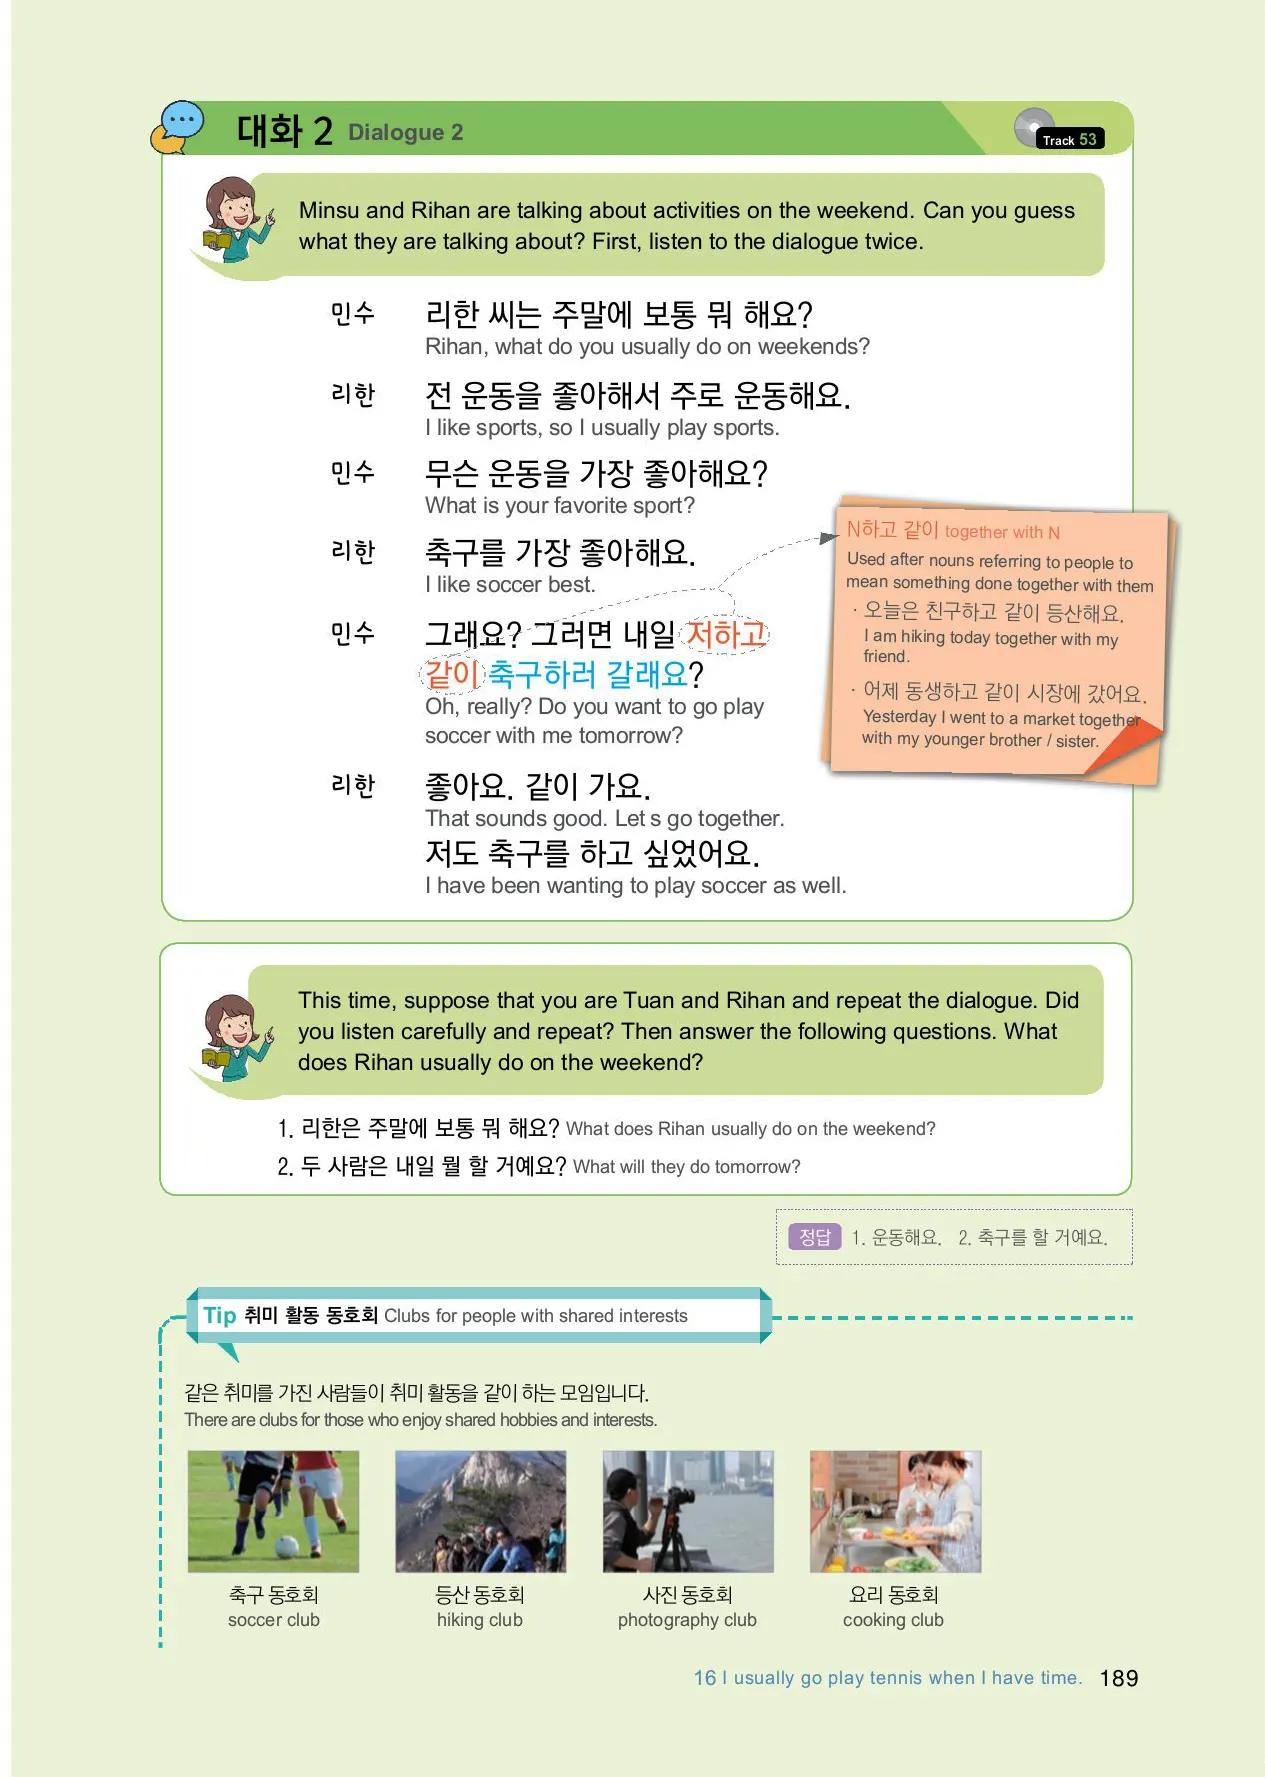 대화 2 Dialogue 2
Track 53
Minsu and Rihan are talking about activities on the weekend. Can you guess
what they are talking about? First, listen to the dialogue twice.
민수 리한 씨는 주말에 보통 뭐 해요?
Rihan, what do you usually do on weekends?
리한 전 운동을 좋아해서 주로 운동해요.
I like sports, so I usually play sports.
민수 무슨 운동을 가장 좋아해요?
What is your favorite sport?
리한 축구를 가장 좋아해요.
I like soccer best.
민수 그래요? 그러면 내일 저하고
같이 축구하러 갈래요?
Oh, really? Do you want to go play
soccer with me tomorrow?
리한 좋아요. 같이 가요.
That sounds good. Let s go together.
저도 축구를 하고 싶었어요.
I have been wanting to play soccer as well.
N하고 같이 together with N
Used after nouns referring to people to
mean something done together with them
· 오늘은 친구하고 같이 등산해요.
I am hiking today together with my
friend.
· 어제 동생하고 같이 시장에 갔어요.
Yesterday I went to a market together
with my younger brother / sister.
This time, suppose that you are Tuan and Rihan and repeat the dialogue. Did
you listen carefully and repeat? Then answer the following questions. What
does Rihan usually do on the weekend?
1. 리한은 주말에 보통 뭐 해요? What does Rihan usually do on the weekend?
2. 두 사람은 내일 뭘 할 거예요? What will they do tomorrow?
정답 1. 운동해요. 2. 축구를 할 거예요.
Tip 취미 활동 동호회 Clubs for people with shared interests
같은 취미를 가진 사람들이 취미 활동을 같이 하는 모임입니다.
There are clubs for those who enjoy shared hobbies and interests.
축구 동호회
soccer club
등산 동호회
hiking club
사진 동호회
photography club
요리 동호회
cooking club
16 I usually go play tennis when I have time. 189